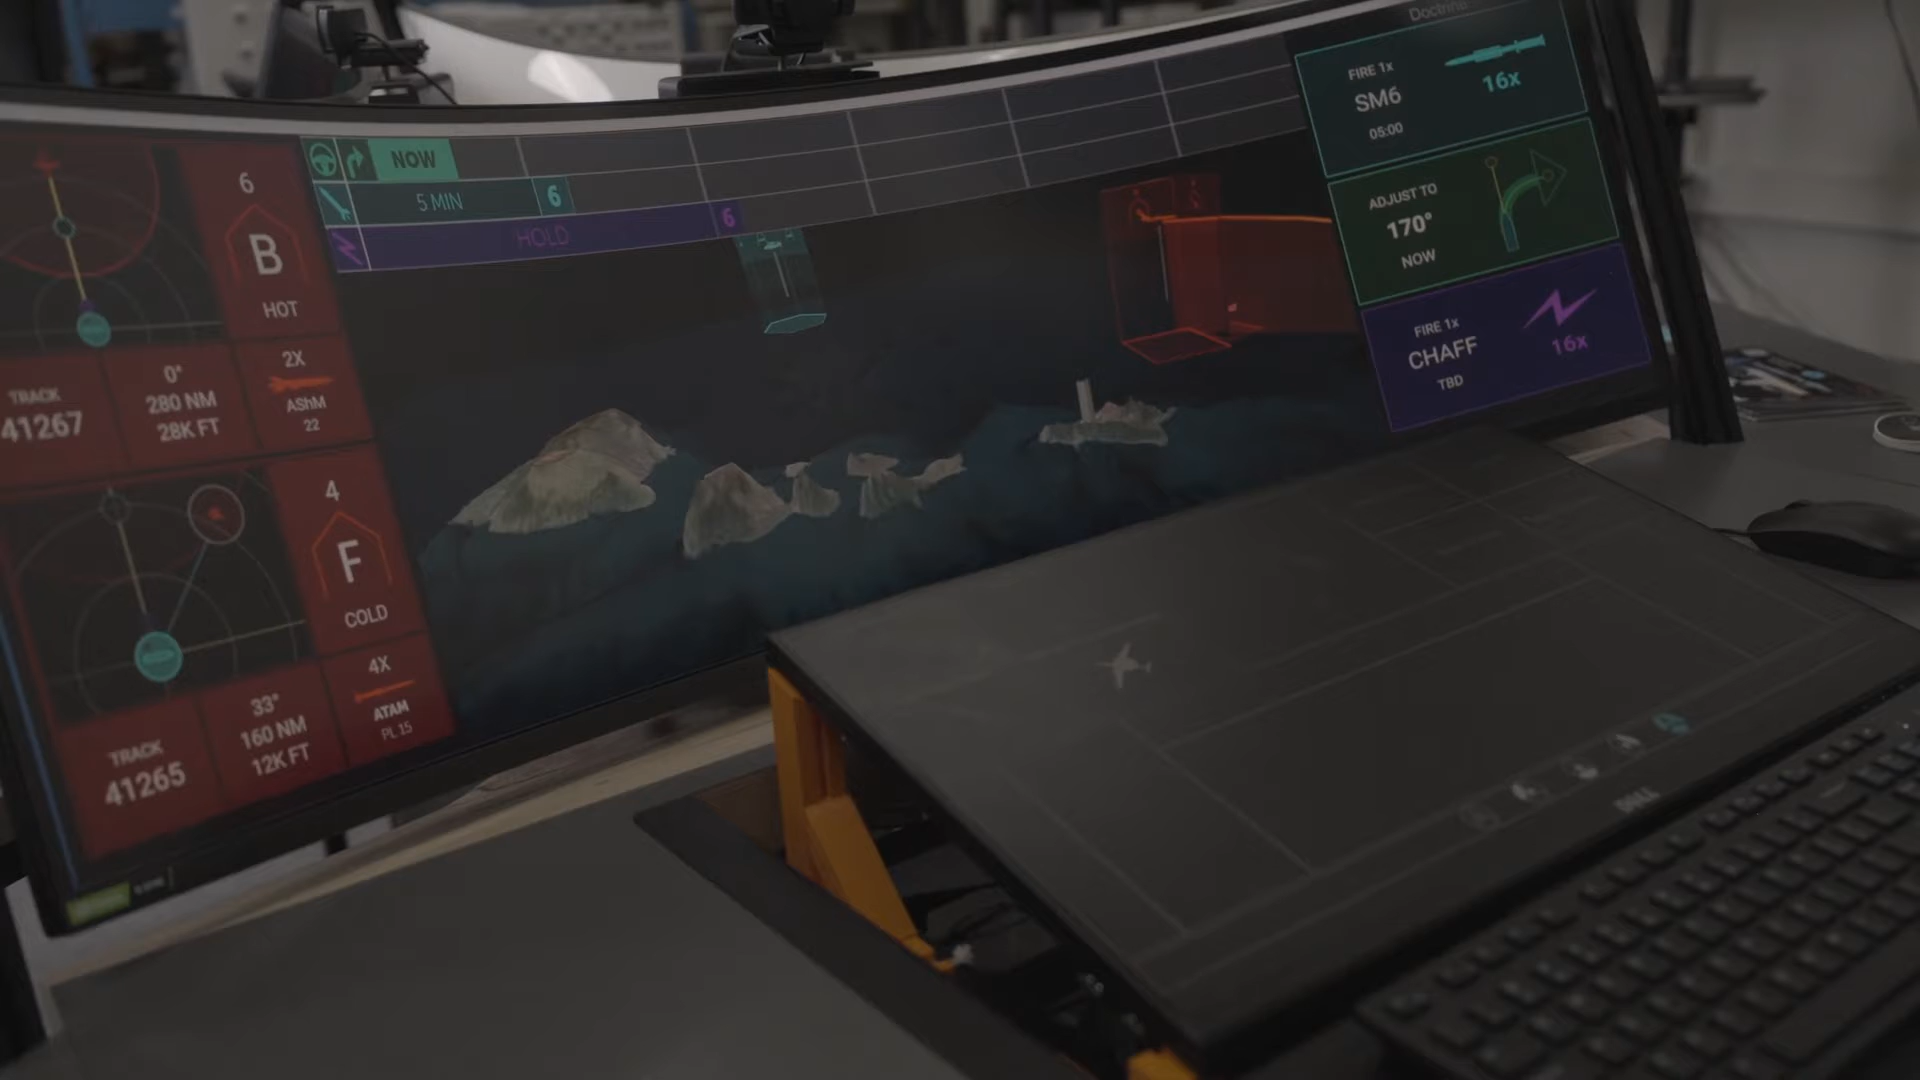 6
B
HOT
TRACK
41267
0°
280 NM
28K FT
2X
AShM
22
4
F
COLD
TRACK
41265
33°
160 NM
12K FT
4X
ATAM
PL 15
NOW
5 MIN
6
HOLD
6
Doctrine
FIRE 1x
SM6
05:00
16x
ADJUST TO
170°
NOW
FIRE 1x
CHAFF
TBD
16x
DELL